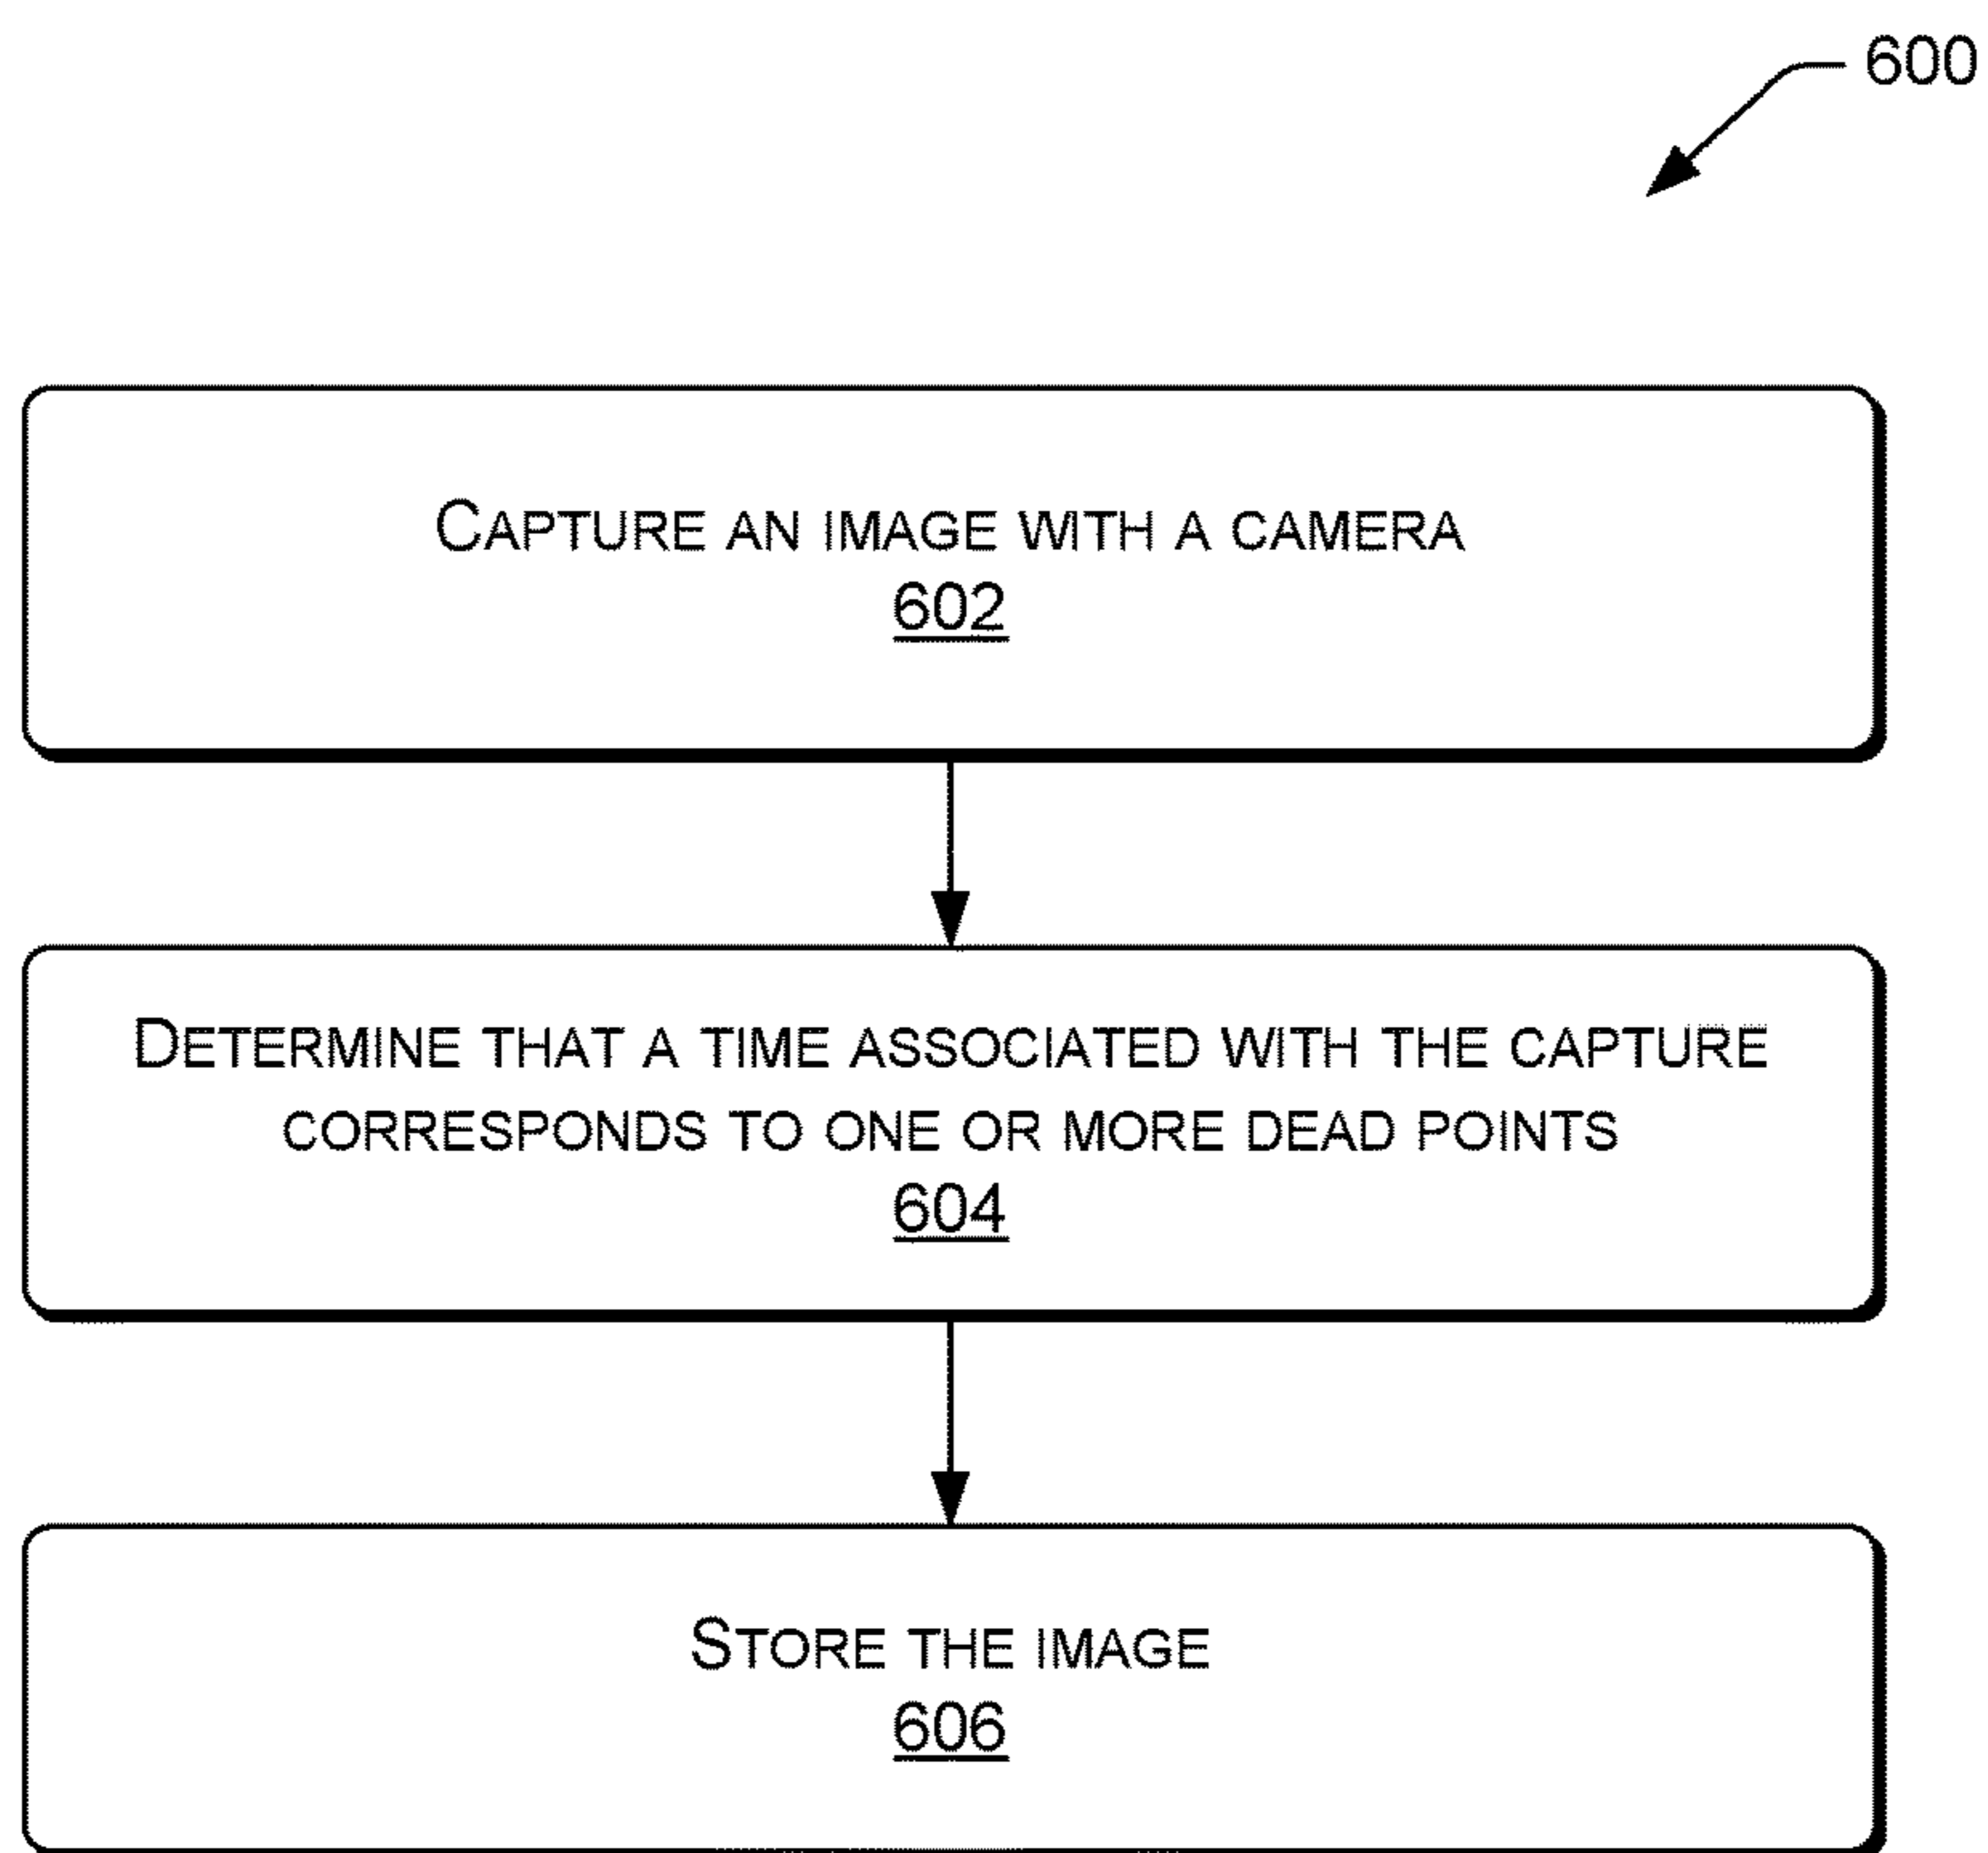 600
CAPTURE AN IMAGE WITH A CAMERA
602
DETERMINE THAT A TIME ASSOCIATED WITH THE CAPTURE
CORRESPONDS TO ONE OR MORE DEAD POINTS
604
STORE THE IMAGE
606